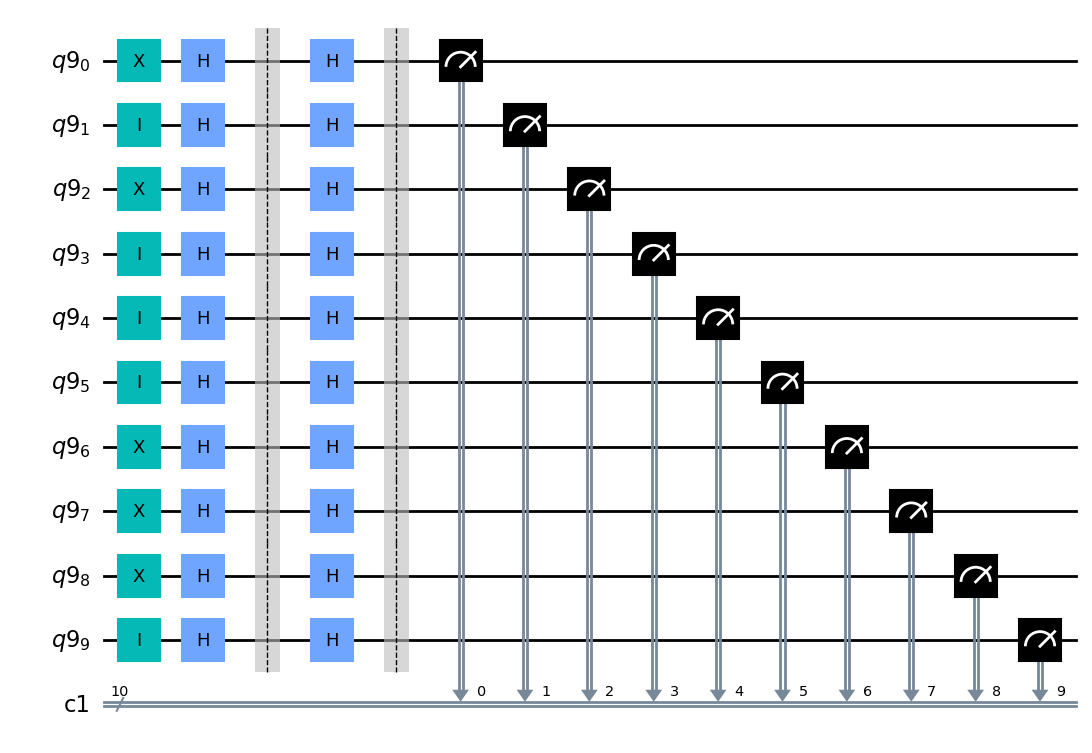 q9₀ X H H
q9₁ I H H
q9₂ X H H
q9₃ I H H
q9₄ I H H
q9₅ I H H
q9₆ X H H
q9₇ X H H
q9₈ X H H
q9₉ I H H
10 0 1 2 3 4 5 6 7 8 9
c1